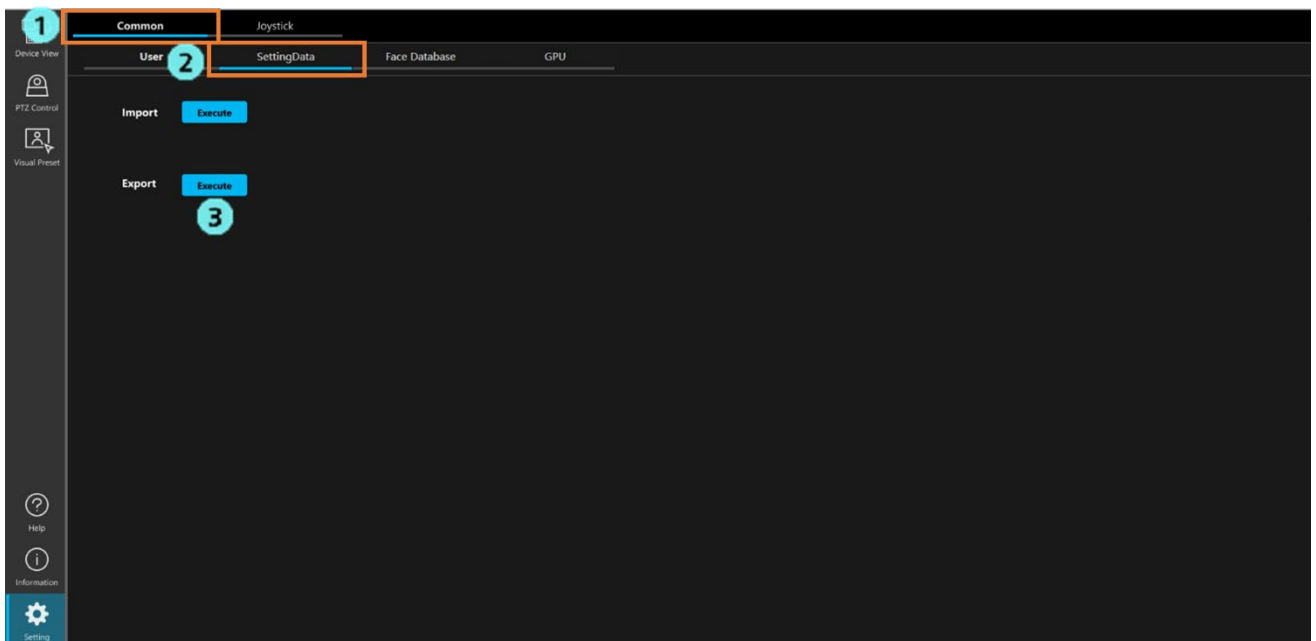 1
Common
Joystick
Device View
User
2
SettingData
Face Database
GPU
PTZ Control
Import
Execute
Visual Preset
Export
Execute
3
Help
Information
Setting